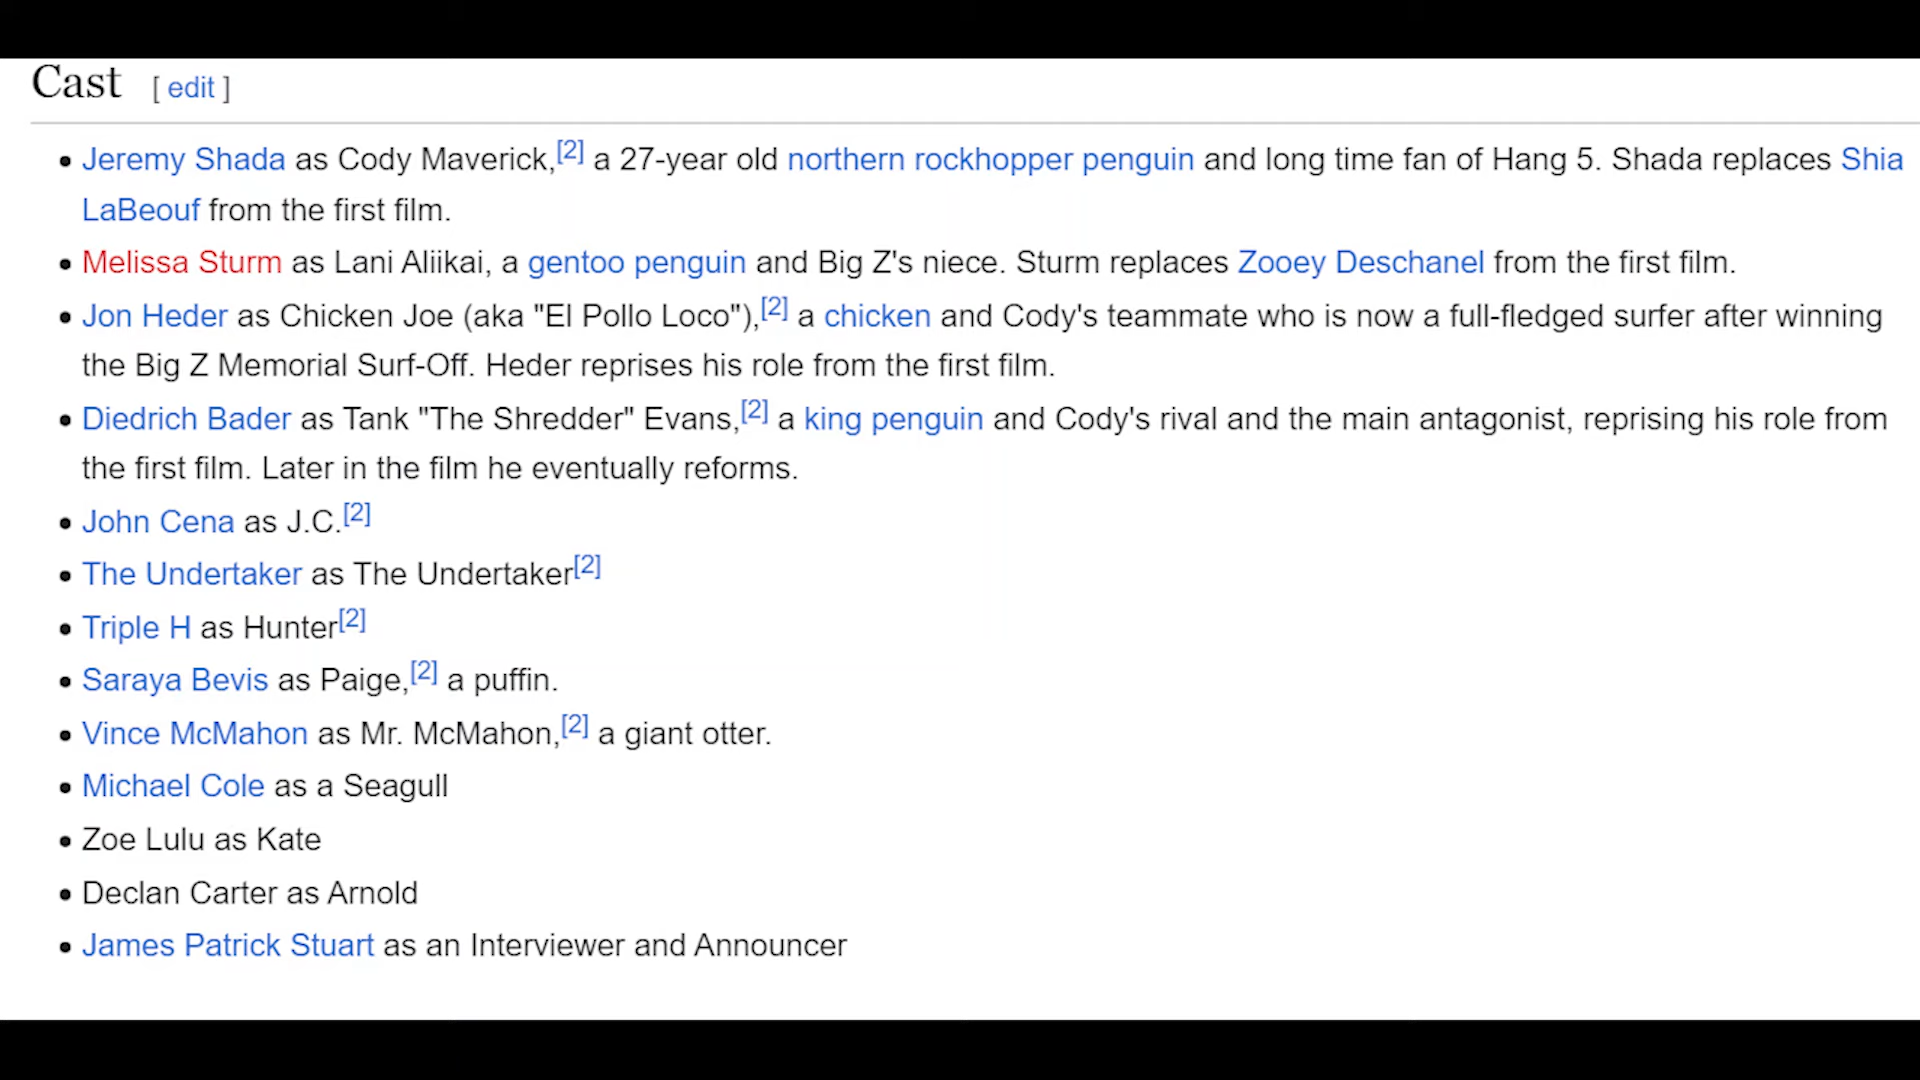 Cast [ edit ]
• Jeremy Shada as Cody Maverick,[2] a 27-year old northern rockhopper penguin and long time fan of Hang 5. Shada replaces Shia
LaBeouf from the first film.
• Melissa Sturm as Lani Aliikai, a gentoo penguin and Big Z's niece. Sturm replaces Zooey Deschanel from the first film.
• Jon Heder as Chicken Joe (aka "El Pollo Loco"),[2] a chicken and Cody's teammate who is now a full-fledged surfer after winning
the Big Z Memorial Surf-Off. Heder reprises his role from the first film.
• Diedrich Bader as Tank "The Shredder" Evans,[2] a king penguin and Cody's rival and the main antagonist, reprising his role from
the first film. Later in the film he eventually reforms.
• John Cena as J.C.[2]
• The Undertaker as The Undertaker[2]
• Triple H as Hunter[2]
• Saraya Bevis as Paige,[2] a puffin.
• Vince McMahon as Mr. McMahon,[2] a giant otter.
• Michael Cole as a Seagull
• Zoe Lulu as Kate
• Declan Carter as Arnold
• James Patrick Stuart as an Interviewer and Announcer